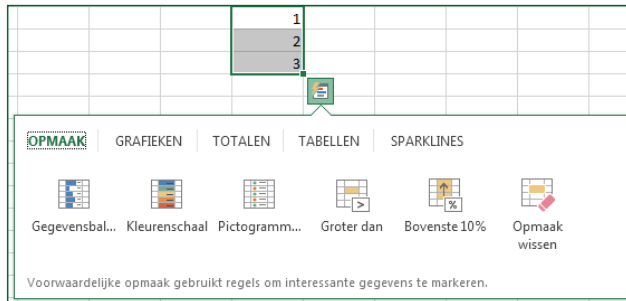 1
2
3
OPMAAK GRAFIEKEN TOTALEN TABELLEN SPARKLINES
Gegevensbal... Kleurenschaal Pictogramm... Groter dan Bovenste 10% Opmaak
wissen
Voorwaardelijke opmaak gebruikt regels om interessante gegevens te markeren.